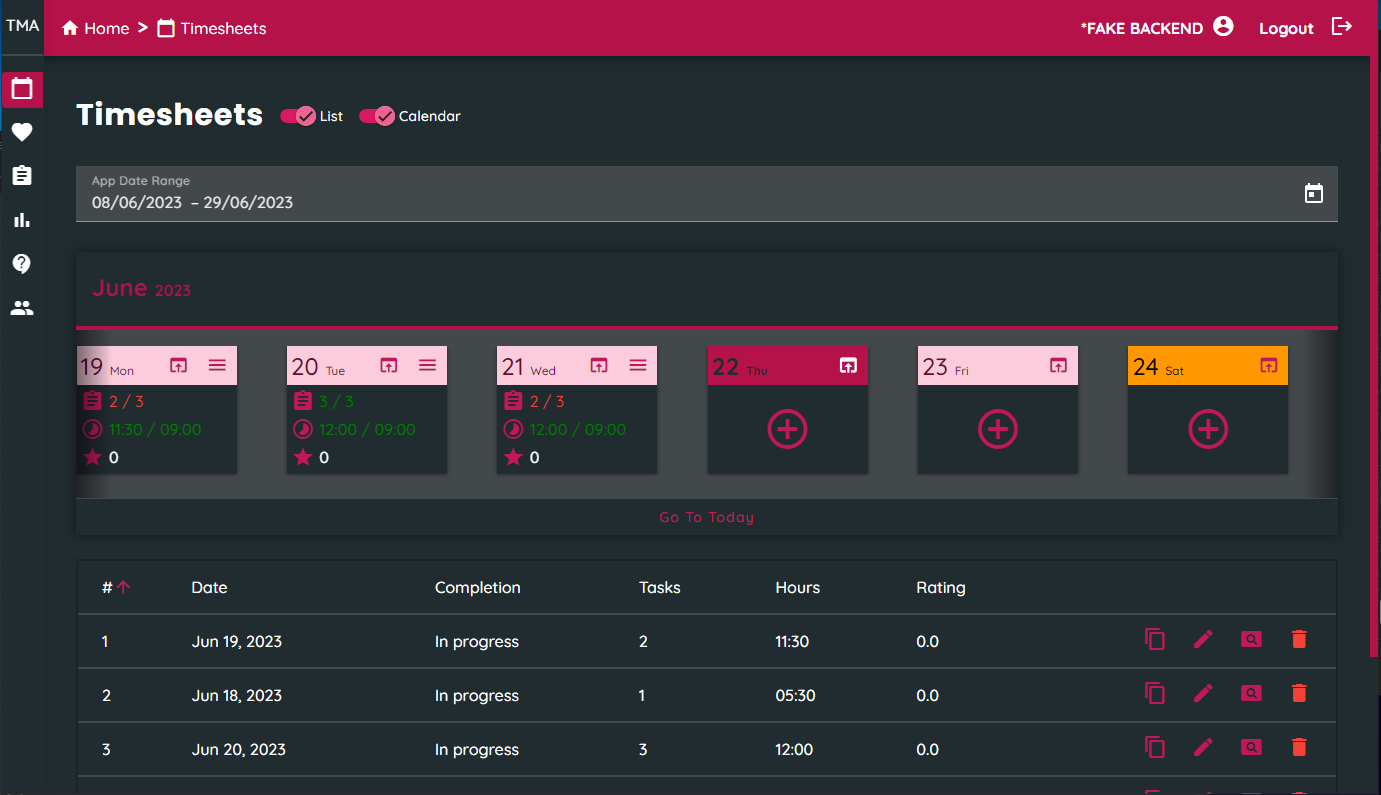 TMA
Home > Timesheets
*FAKE BACKEND
Logout
Timesheets
List
Calendar
App Date Range
08/06/2023 – 29/06/2023
June 2023
19 Mon
20 Tue
21 Wed
22 Thu
23 Fri
24 Sat
2 / 3
3 / 3
2 / 3
11:30 / 09:00
12:00 / 09:00
12:00 / 09:00
0
0
0
Go To Today
# Date Completion Tasks Hours Rating
1 Jun 19, 2023 In progress 2 11:30 0.0
2 Jun 18, 2023 In progress 1 05:30 0.0
3 Jun 20, 2023 In progress 3 12:00 0.0